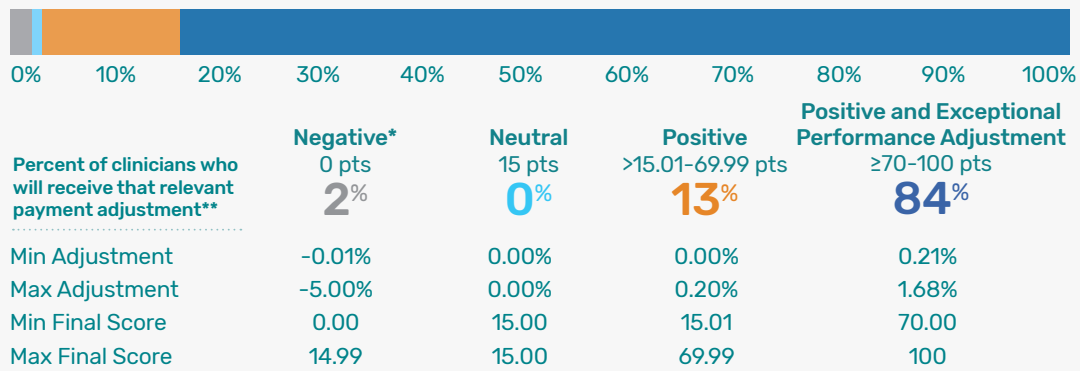 0% 10% 20% 30% 40% 50% 60% 70% 80% 90% 100%
Percent of clinicians who
will receive that relevant
payment adjustment**
Negative*
0 pts
2%
Neutral
15 pts
0%
Positive
>15.01-69.99 pts
13%
Positive and Exceptional
Performance Adjustment
≥70-100 pts
84%
Min Adjustment -0.01% 0.00% 0.00% 0.21%
Max Adjustment -5.00% 0.00% 0.20% 1.68%
Min Final Score 0.00 15.00 15.01 70.00
Max Final Score 14.99 15.00 69.99 100